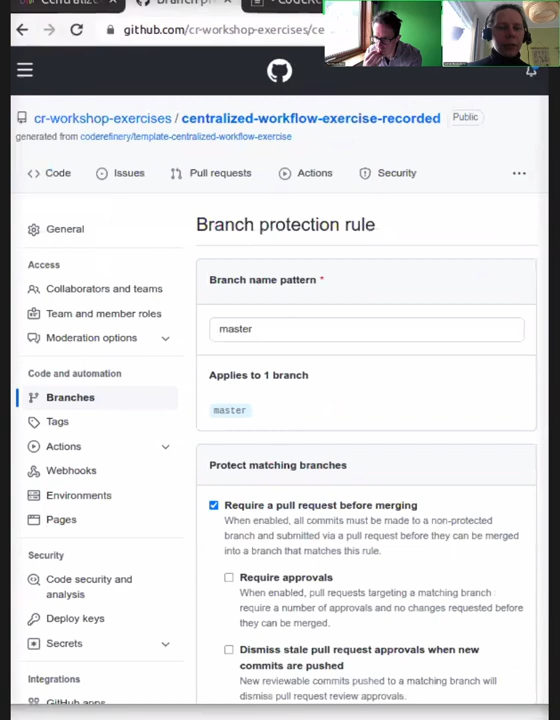 github.com/cr-workshop-exercises/ce
cr-workshop-exercises / centralized-workflow-exercise-recorded Public
generated from coderefinery/template-centralized-workflow-exercise
Code Issues Pull requests Actions Security ...
General
Access
Collaborators and teams
Team and member roles
Moderation options
Code and automation
Branches
Tags
Actions
Webhooks
Environments
Pages
Security
Code security and
analysis
Deploy keys
Secrets
Integrations
GitHub apps
Branch protection rule
Branch name pattern *
master
Applies to 1 branch
master
Protect matching branches
Require a pull request before merging
When enabled, all commits must be made to a non-protected
branch and submitted via a pull request before they can be merged
into a branch that matches this rule.
Require approvals
When enabled, pull requests targeting a matching branch
require a number of approvals and no changes requested before
they can be merged.
Dismiss stale pull request approvals when new
commits are pushed
New reviewable commits pushed to a matching branch will
dismiss pull request review approvals.